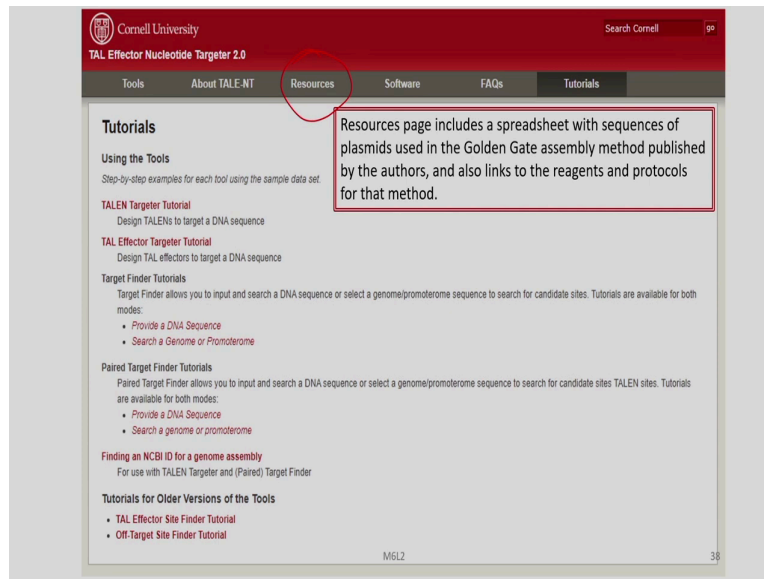 Cornell University
Search Cornell
go
TAL Effector Nucleotide Targeter 2.0
Tools
About TALE-NT
Resources
Software
FAQs
Tutorials
Tutorials
Using the Tools
Step-by-step examples for each tool using the sample data set.
Resources page includes a spreadsheet with sequences of
plasmids used in the Golden Gate assembly method published
by the authors, and also links to the reagents and protocols
for that method.
TALEN Targeter Tutorial
Design TALENs to target a DNA sequence
TAL Effector Targeter Tutorial
Design TAL effectors to target a DNA sequence
Target Finder Tutorials
Target Finder allows you to input and search a DNA sequence or select a genome/promoterome sequence to search for candidate sites. Tutorials are available for both
modes:
• Provide a DNA Sequence
• Search a Genome or Promoterome
Paired Target Finder Tutorials
Paired Target Finder allows you to input and search a DNA sequence or select a genome/promoterome sequence to search for candidate sites TALEN sites. Tutorials
are available for both modes:
• Provide a DNA Sequence
• Search a genome or promoterome
Finding an NCBI ID for a genome assembly
For use with TALEN Targeter and (Paired) Target Finder
Tutorials for Older Versions of the Tools
• TAL Effector Site Finder Tutorial
• Off-Target Site Finder Tutorial
M6L2
38